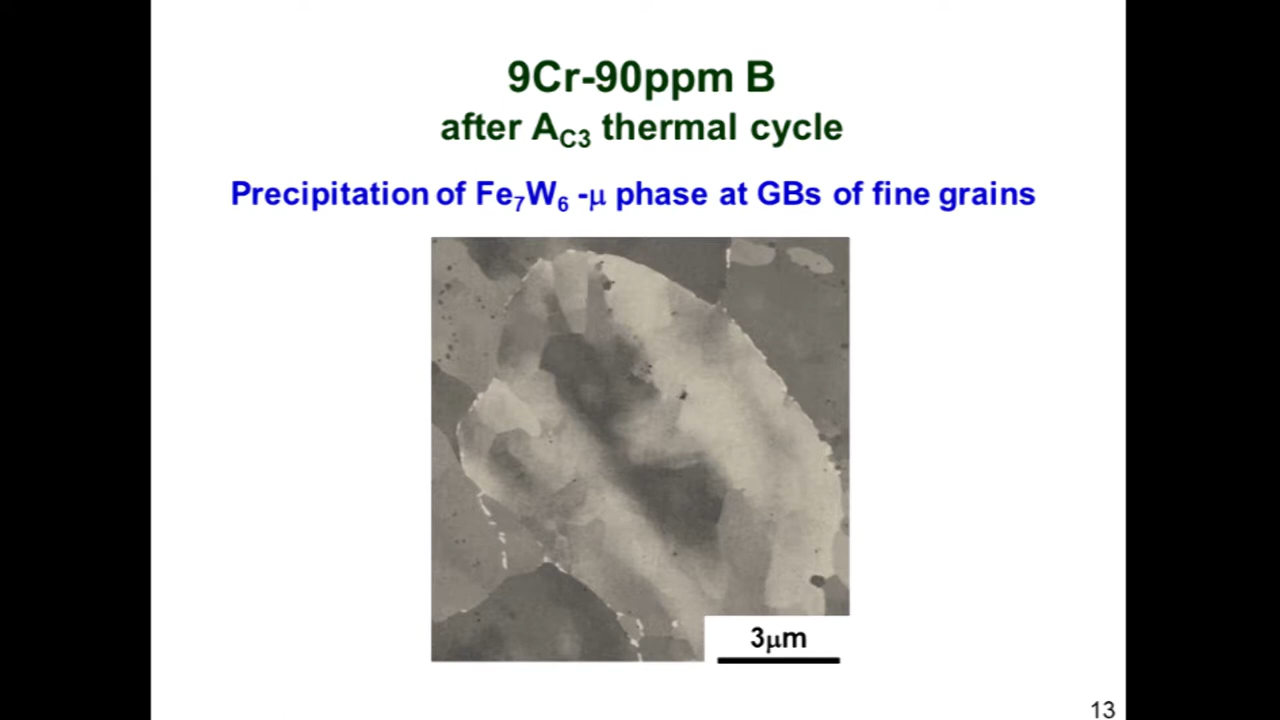 9Cr-90ppm B
after AC3 thermal cycle
Precipitation of Fe7W6 -μ phase at GBs of fine grains
3μm
13